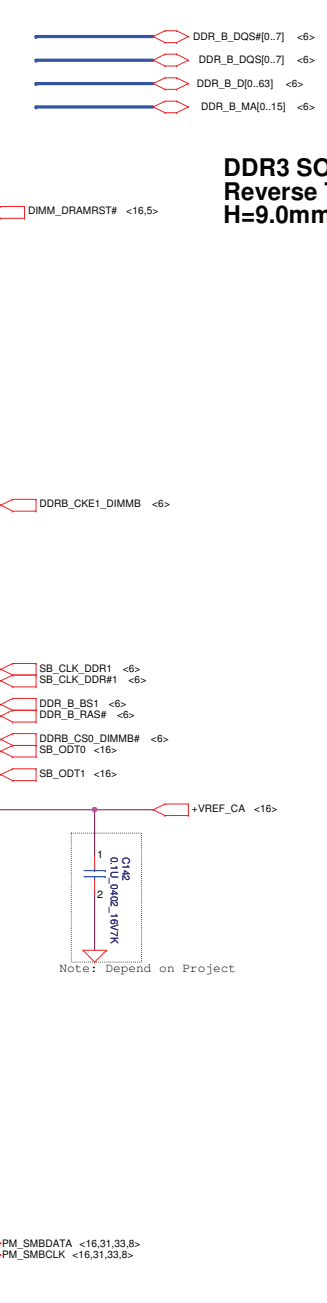 DDR_B_DQS#[0..7] <6>
DDR_B_DQS[0..7] <6>
DDR_B_D[0..63] <6>
DDR_B_MA[0..15] <6>
DDR3 SO
Reverse
H=9.0mm
DIMM_DRAMRST# <16,5>
DDRB_CKE1_DIMMB <6>
SB_CLK_DDR1 <6>
SB_CLK_DDR#1 <6>
DDR_B_BS1 <6>
DDR_B_RAS# <6>
DDRB_CS0_DIMMB# <6>
SB_ODT0 <16>
SB_ODT1 <16>
+VREF_CA <16>
1
2
C142
0.1U_0402_16V7K
Note: Depend on Project
PM_SMBDATA <16,31,33,8>
PM_SMBCLK <16,31,33,8>